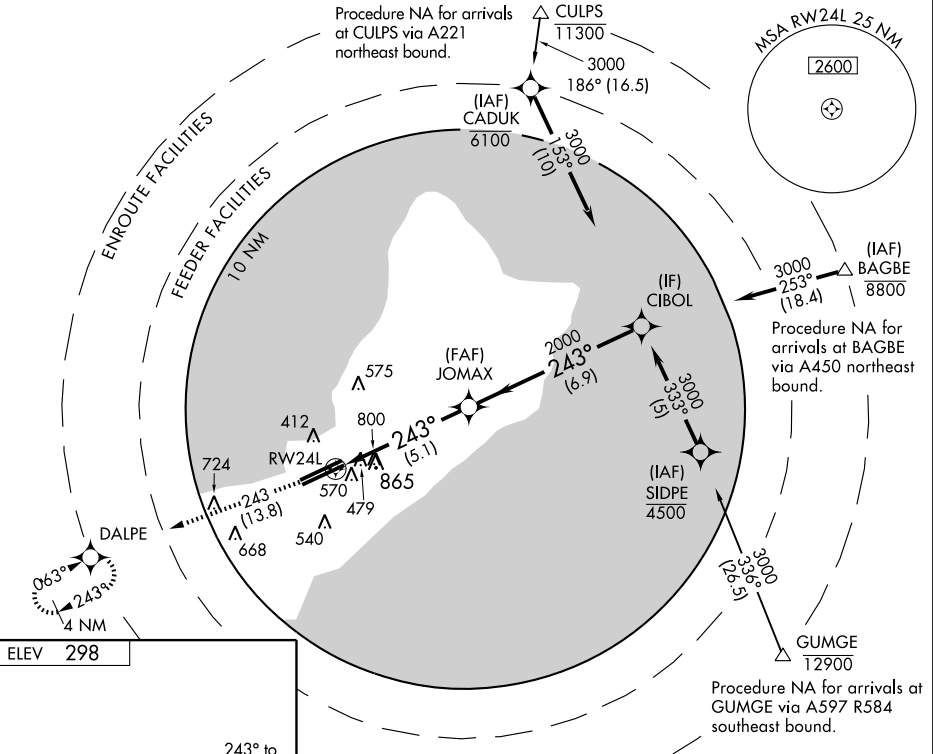 Procedure NA for arrivals
at CULPS via A221
northeast bound.
CULPS
11300
3000
186° (16.5)
MSA RW24L 25 NM
2600
(IAF)
CADUK
6100
3000
153°
(10)
ENROUTE FACILITIES
FEEDER FACILITIES
10 NM
(IAF)
BAGBE
8800
3000
253°
(18.4)
Procedure NA for
arrivals at BAGBE
via A450 northeast
bound.
(IF)
CIBOL
2000
243°
(6.9)
(FAF)
JOMAX
3000
333°
(5)
575
412
800
243°
(5.1)
RW24L
865
570
479
724
243
(13.8)
540
668
(IAF)
SIDPE
4500
DALPE
063°
243°
4 NM
3000
336°
(26.5)
GUMGE
12900
Procedure NA for arrivals at
GUMGE via A597 R584
southeast bound.
ELEV 298
243° to